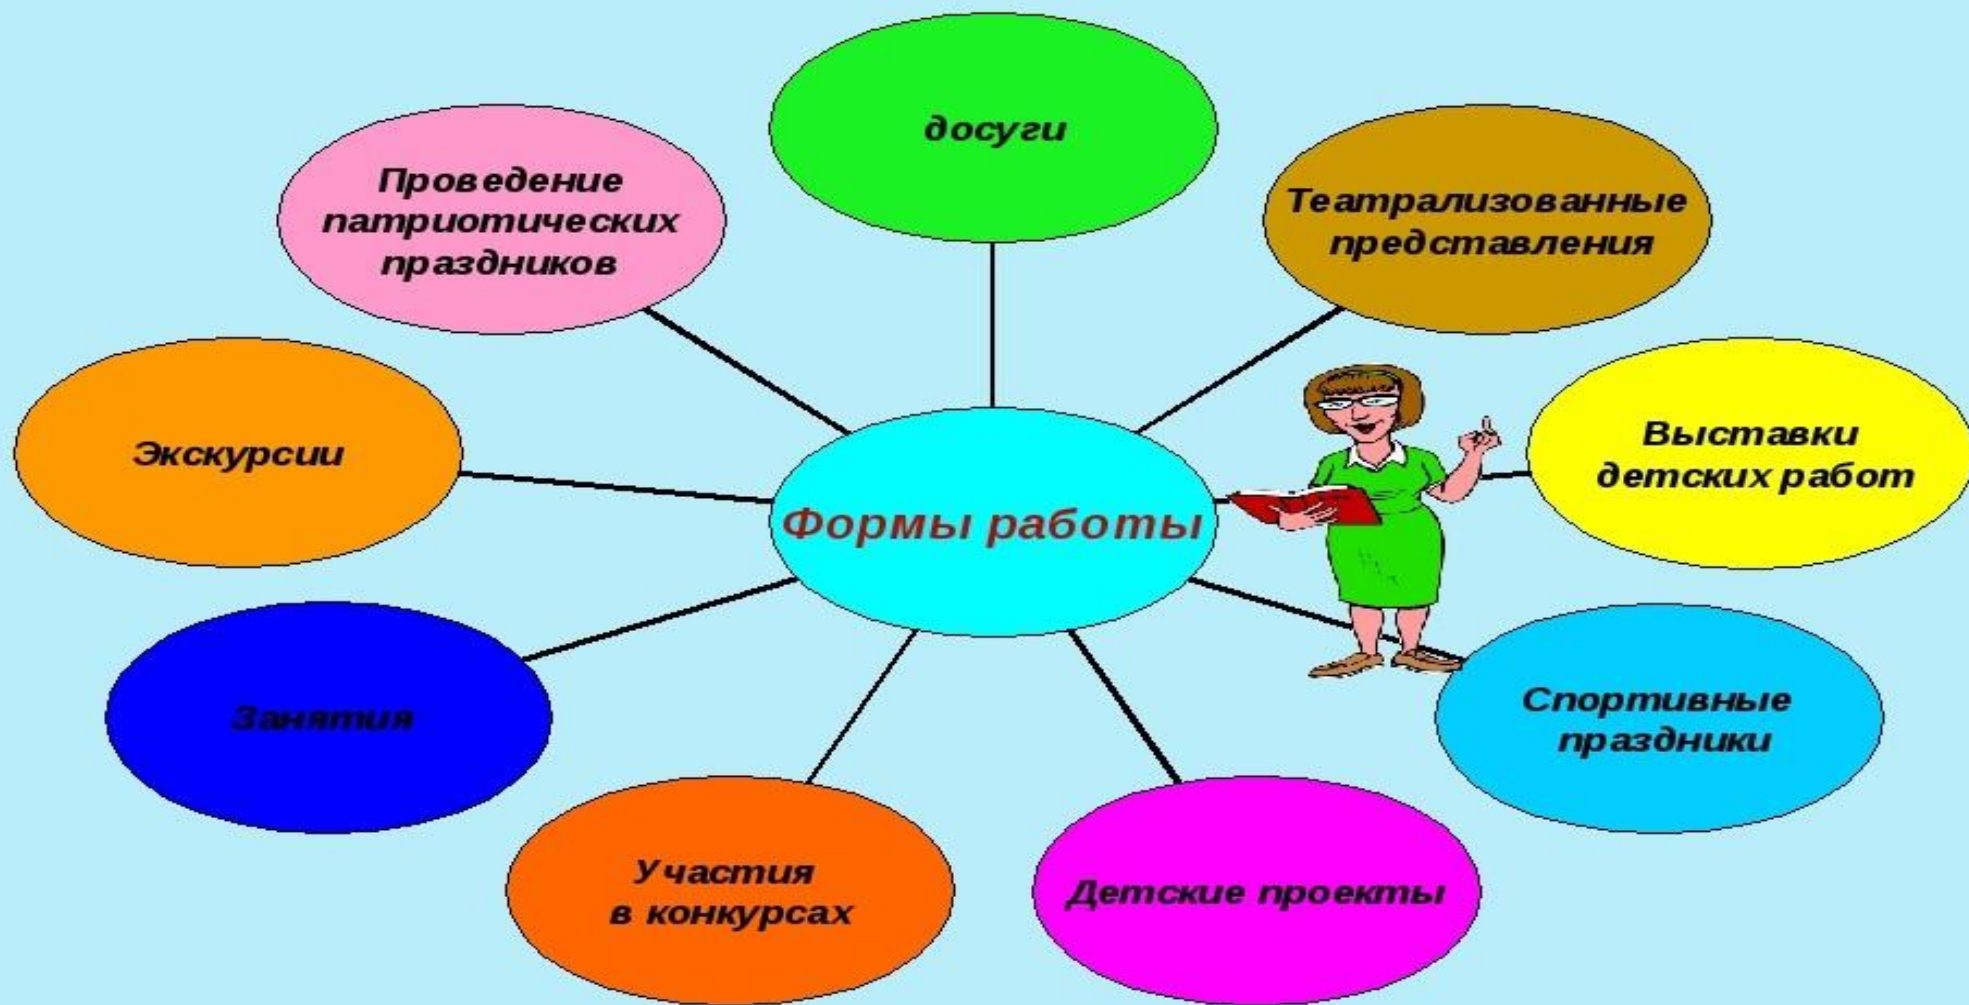 досуги
Проведение
патриотических
праздников
Театрализованные
представления
Экскурсии
Выставки
детских работ
Формы работы
Занятия
Спортивные
праздники
Участия
в конкурсах
Детские проекты